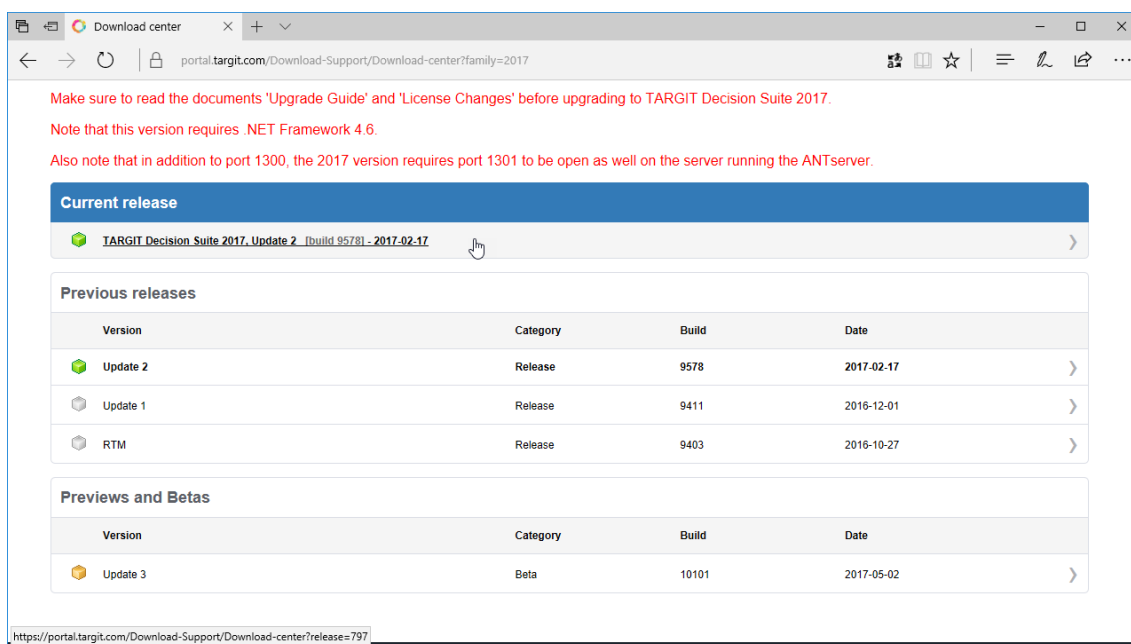 Download center
portal.targit.com/Download-Support/Download-center?family=2017
Make sure to read the documents 'Upgrade Guide' and 'License Changes' before upgrading to TARGIT Decision Suite 2017.
Note that this version requires .NET Framework 4.6.
Also note that in addition to port 1300, the 2017 version requires port 1301 to be open as well on the server running the ANTserver.
Current release
TARGIT Decision Suite 2017, Update 2 [build 9578] - 2017-02-17
Previous releases
Version Category Build Date
Update 2 Release 9578 2017-02-17
Update 1 Release 9411 2016-12-01
RTM Release 9403 2016-10-27
Previews and Betas
Version Category Build Date
Update 3 Beta 10101 2017-05-02
https://portal.targit.com/Download-Support/Download-center?release=797